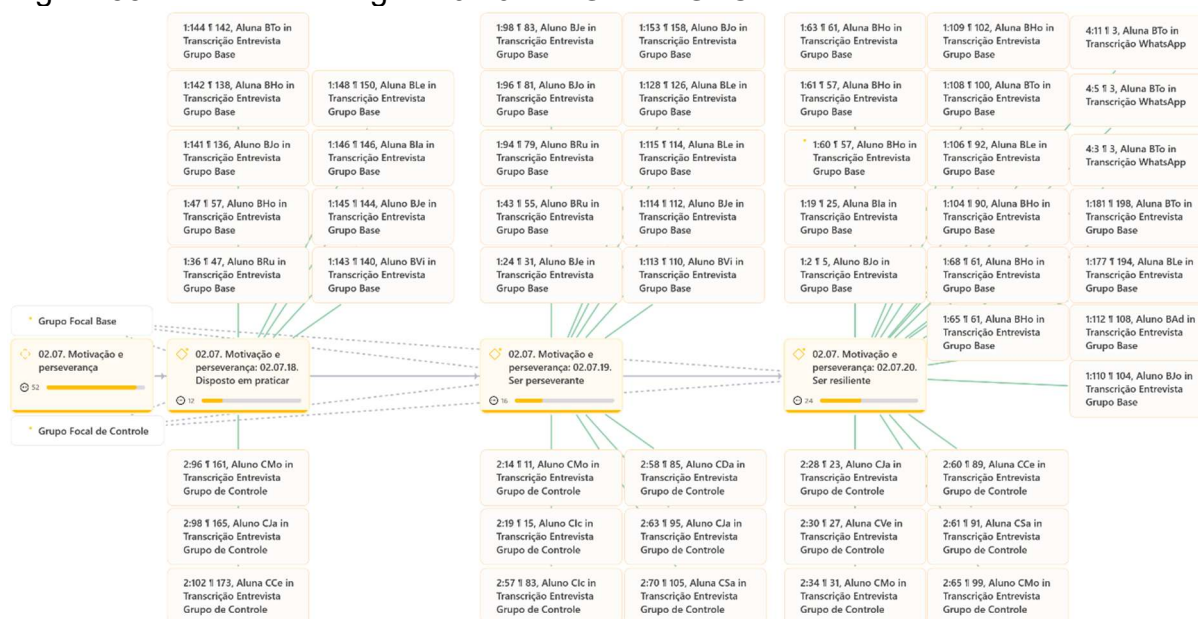 1:144 ¶ 142, Aluna BTo in
Transcrição Entrevista
Grupo Base
1:142 ¶ 138, Aluna BHo in
Transcrição Entrevista
Grupo Base
1:148 ¶ 150, Aluna BLe in
Transcrição Entrevista
Grupo Base
1:141 ¶ 136, Aluno BJo in
Transcrição Entrevista
Grupo Base
1:146 ¶ 146, Aluna BIa in
Transcrição Entrevista
Grupo Base
1:47 ¶ 57, Aluno BHo in
Transcrição Entrevista
Grupo Base
1:145 ¶ 144, Aluno BJe in
Transcrição Entrevista
Grupo Base
1:36 ¶ 47, Aluno BRu in
Transcrição Entrevista
Grupo Base
1:143 ¶ 140, Aluno BVi in
Transcrição Entrevista
Grupo Base
1:98 ¶ 83, Aluno BJe in
Transcrição Entrevista
Grupo Base
1:153 ¶ 158, Aluno BJo in
Transcrição Entrevista
Grupo Base
1:96 ¶ 81, Aluno BJo in
Transcrição Entrevista
Grupo Base
1:128 ¶ 126, Aluna BLe in
Transcrição Entrevista
Grupo Base
1:94 ¶ 79, Aluno BRu in
Transcrição Entrevista
Grupo Base
1:115 ¶ 114, Aluna BLe in
Transcrição Entrevista
Grupo Base
1:43 ¶ 55, Aluno BRu in
Transcrição Entrevista
Grupo Base
1:114 ¶ 112, Aluno BJe in
Transcrição Entrevista
Grupo Base
1:24 ¶ 31, Aluno BJe in
Transcrição Entrevista
Grupo Base
1:113 ¶ 110, Aluno BVi in
Transcrição Entrevista
Grupo Base
1:63 ¶ 61, Aluno BHo in
Transcrição Entrevista
Grupo Base
1:109 ¶ 102, Aluno BHo in
Transcrição Entrevista
Grupo Base
4:11 ¶ 3, Aluna BTo in
Transcrição WhatsApp
1:61 ¶ 57, Aluno BHo in
Transcrição Entrevista
Grupo Base
1:108 ¶ 100, Aluno BTo in
Transcrição Entrevista
Grupo Base
4:5 ¶ 3, Aluna BTo in
Transcrição WhatsApp
1:60 ¶ 57, Aluno BHo in
Transcrição Entrevista
Grupo Base
1:106 ¶ 92, Aluna BLe in
Transcrição Entrevista
Grupo Base
4:3 ¶ 3, Aluna BTo in
Transcrição WhatsApp
1:19 ¶ 25, Aluna BIa in
Transcrição Entrevista
Grupo Base
1:104 ¶ 90, Aluna BHo in
Transcrição Entrevista
Grupo Base
1:181 ¶ 198, Aluna BTo in
Transcrição Entrevista
Grupo Base
1:2 ¶ 5, Aluno BJo in
Transcrição Entrevista
Grupo Base
1:68 ¶ 61, Aluna BHo in
Transcrição Entrevista
Grupo Base
1:177 ¶ 194, Aluna BLe in
Transcrição Entrevista
Grupo Base
1:65 ¶ 61, Aluna BHo in
Transcrição Entrevista
Grupo Base
1:112 ¶ 108, Aluna BAd in
Transcrição Entrevista
Grupo Base
1:110 ¶ 104, Aluno BJo in
Transcrição Entrevista
Grupo Base
Grupo Focal Base
02.07. Motivação e
perseverança
52
02.07. Motivação e
perseverança: 02.07.18.
Disposto em praticar
12
02.07. Motivação e
perseverança: 02.07.19.
Ser perseverante
16
02.07. Motivação e
perseverança: 02.07.20.
Ser resiliente
24
Grupo Focal de Controle
2:96 ¶ 161, Aluno CMo in
Transcrição Entrevista
Grupo de Controle
2:98 ¶ 165, Aluno CJa in
Transcrição Entrevista
Grupo de Controle
2:102 ¶ 173, Aluna CCe in
Transcrição Entrevista
Grupo de Controle
2:14 ¶ 11, Aluno CMo in
Transcrição Entrevista
Grupo de Controle
2:58 ¶ 85, Aluno CDa in
Transcrição Entrevista
Grupo de Controle
2:19 ¶ 15, Aluno CIc in
Transcrição Entrevista
Grupo de Controle
2:63 ¶ 95, Aluno CJa in
Transcrição Entrevista
Grupo de Controle
2:57 ¶ 83, Aluno CIc in
Transcrição Entrevista
Grupo de Controle
2:70 ¶ 105, Aluna CSa in
Transcrição Entrevista
Grupo de Controle
2:28 ¶ 23, Aluno CJa in
Transcrição Entrevista
Grupo de Controle
2:60 ¶ 89, Aluna CCe in
Transcrição Entrevista
Grupo de Controle
2:30 ¶ 27, Aluna CVe in
Transcrição Entrevista
Grupo de Controle
2:61 ¶ 91, Aluna CSa in
Transcrição Entrevista
Grupo de Controle
2:34 ¶ 31, Aluno CMo in
Transcrição Entrevista
Grupo de Controle
2:65 ¶ 99, Aluno CMo in
Transcrição Entrevista
Grupo de Controle